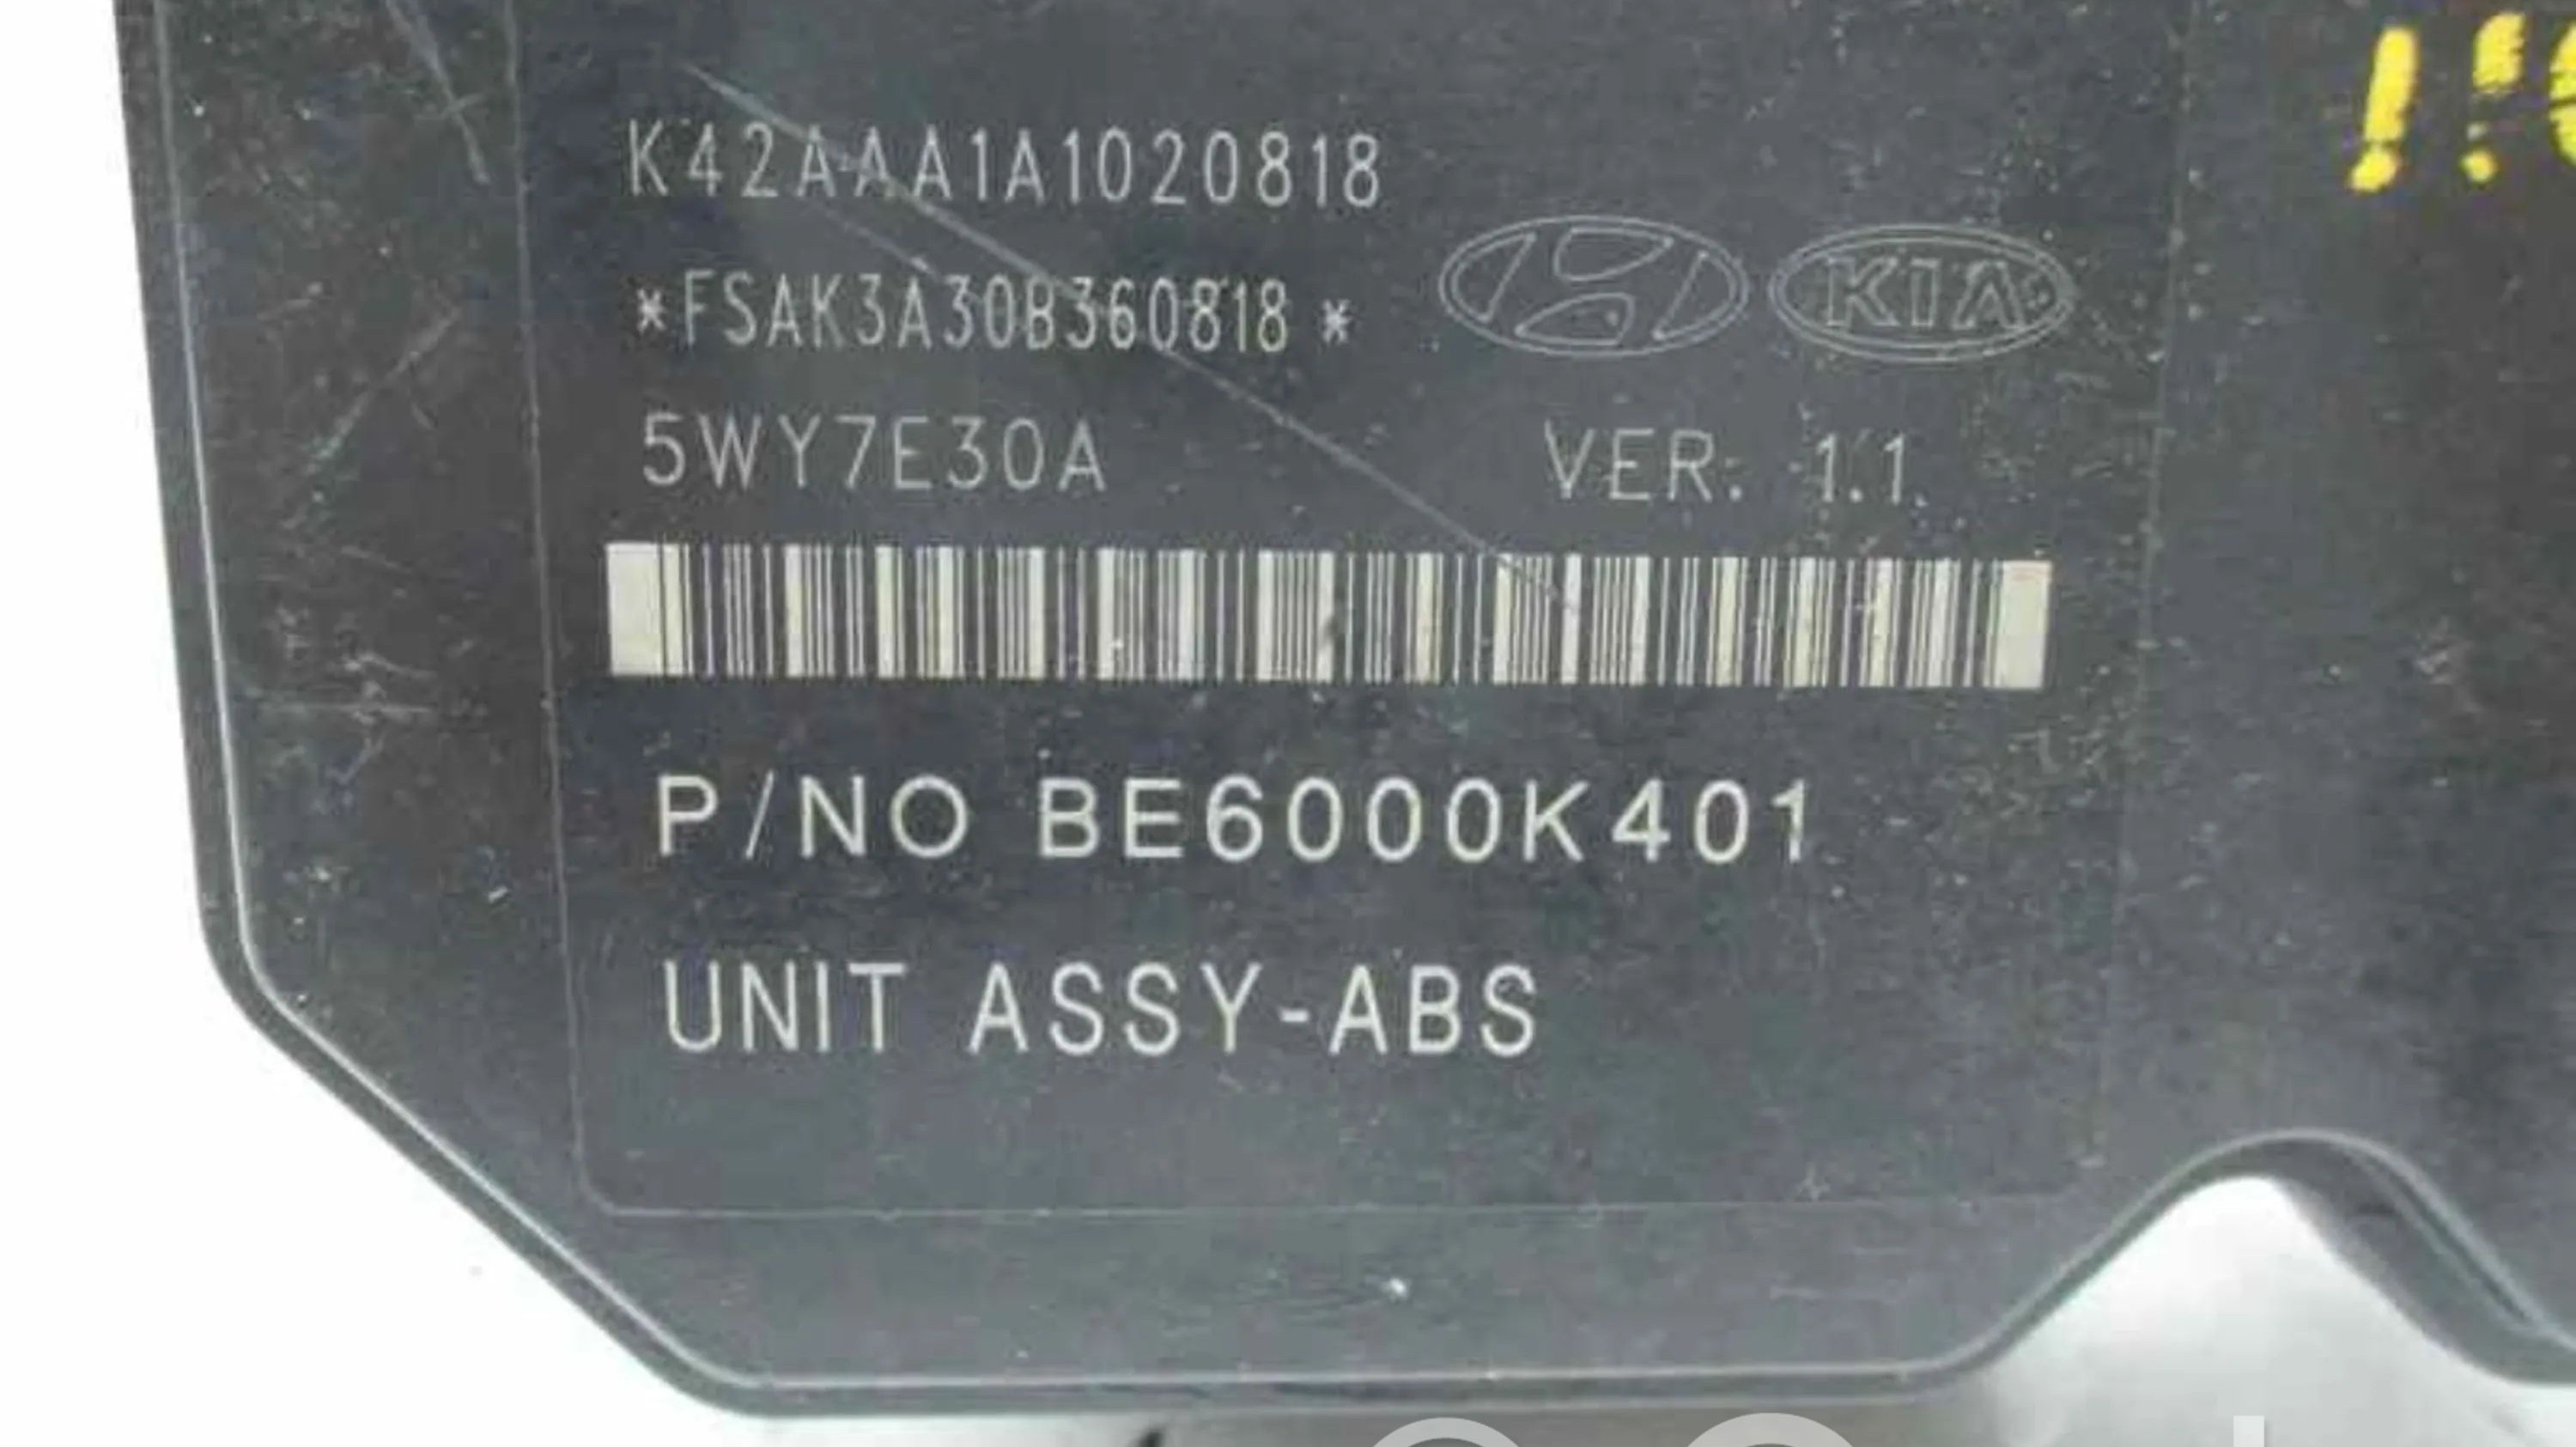 K42AAA1A1020818
*FSAK3A30B360818*
KIA
5WY7E30A VER: 1.1
P/NO BE6000K401
UNIT ASSY-ABS